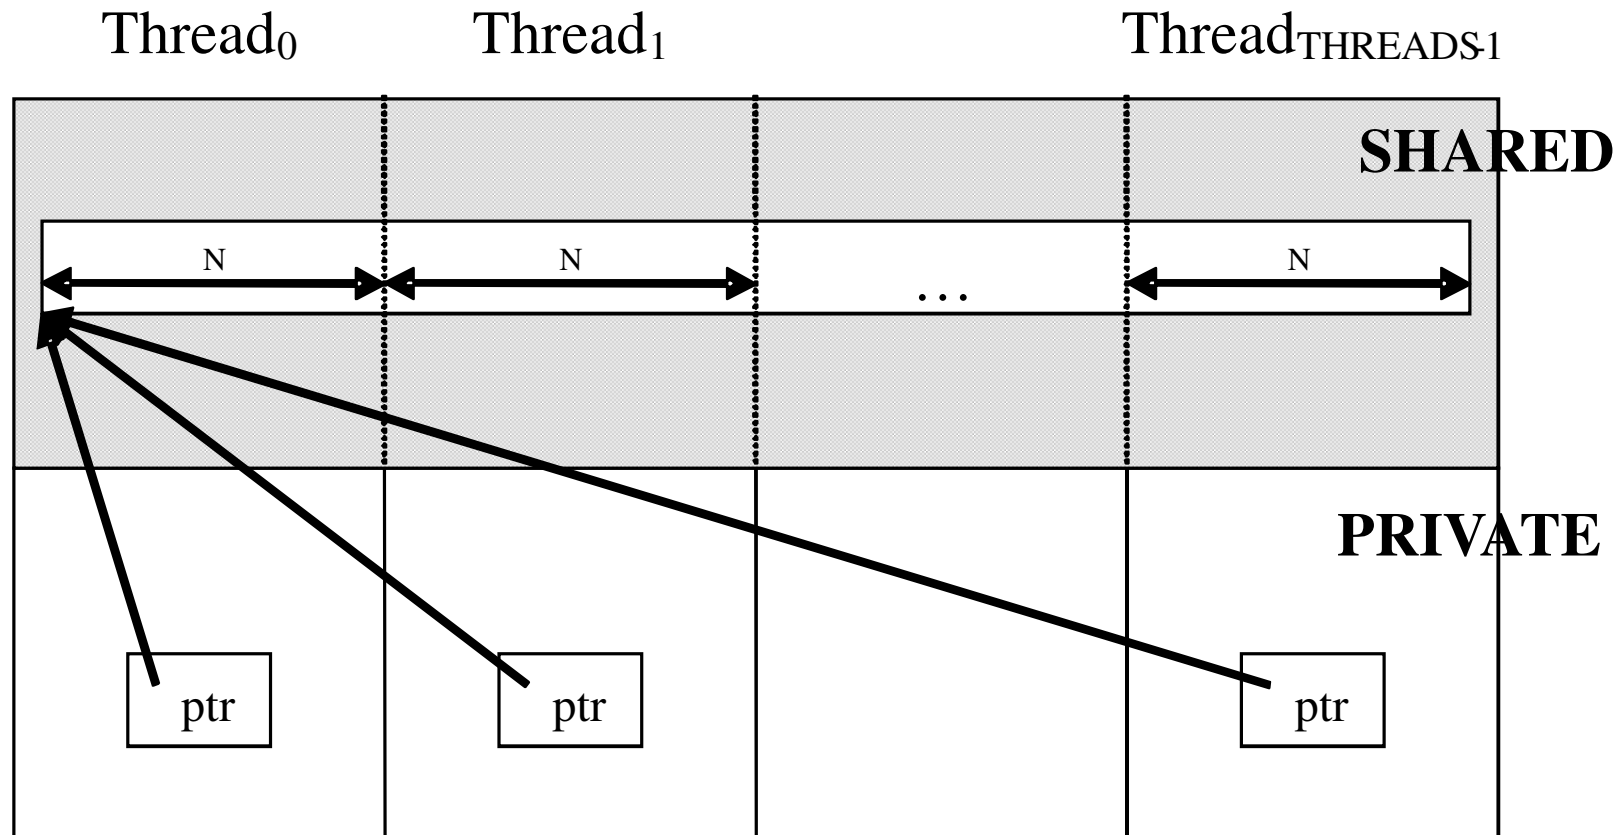 Thread0 Thread1 ThreadTHREADS-1
SHARED
N N N
...
PRIVATE
ptr ptr ptr